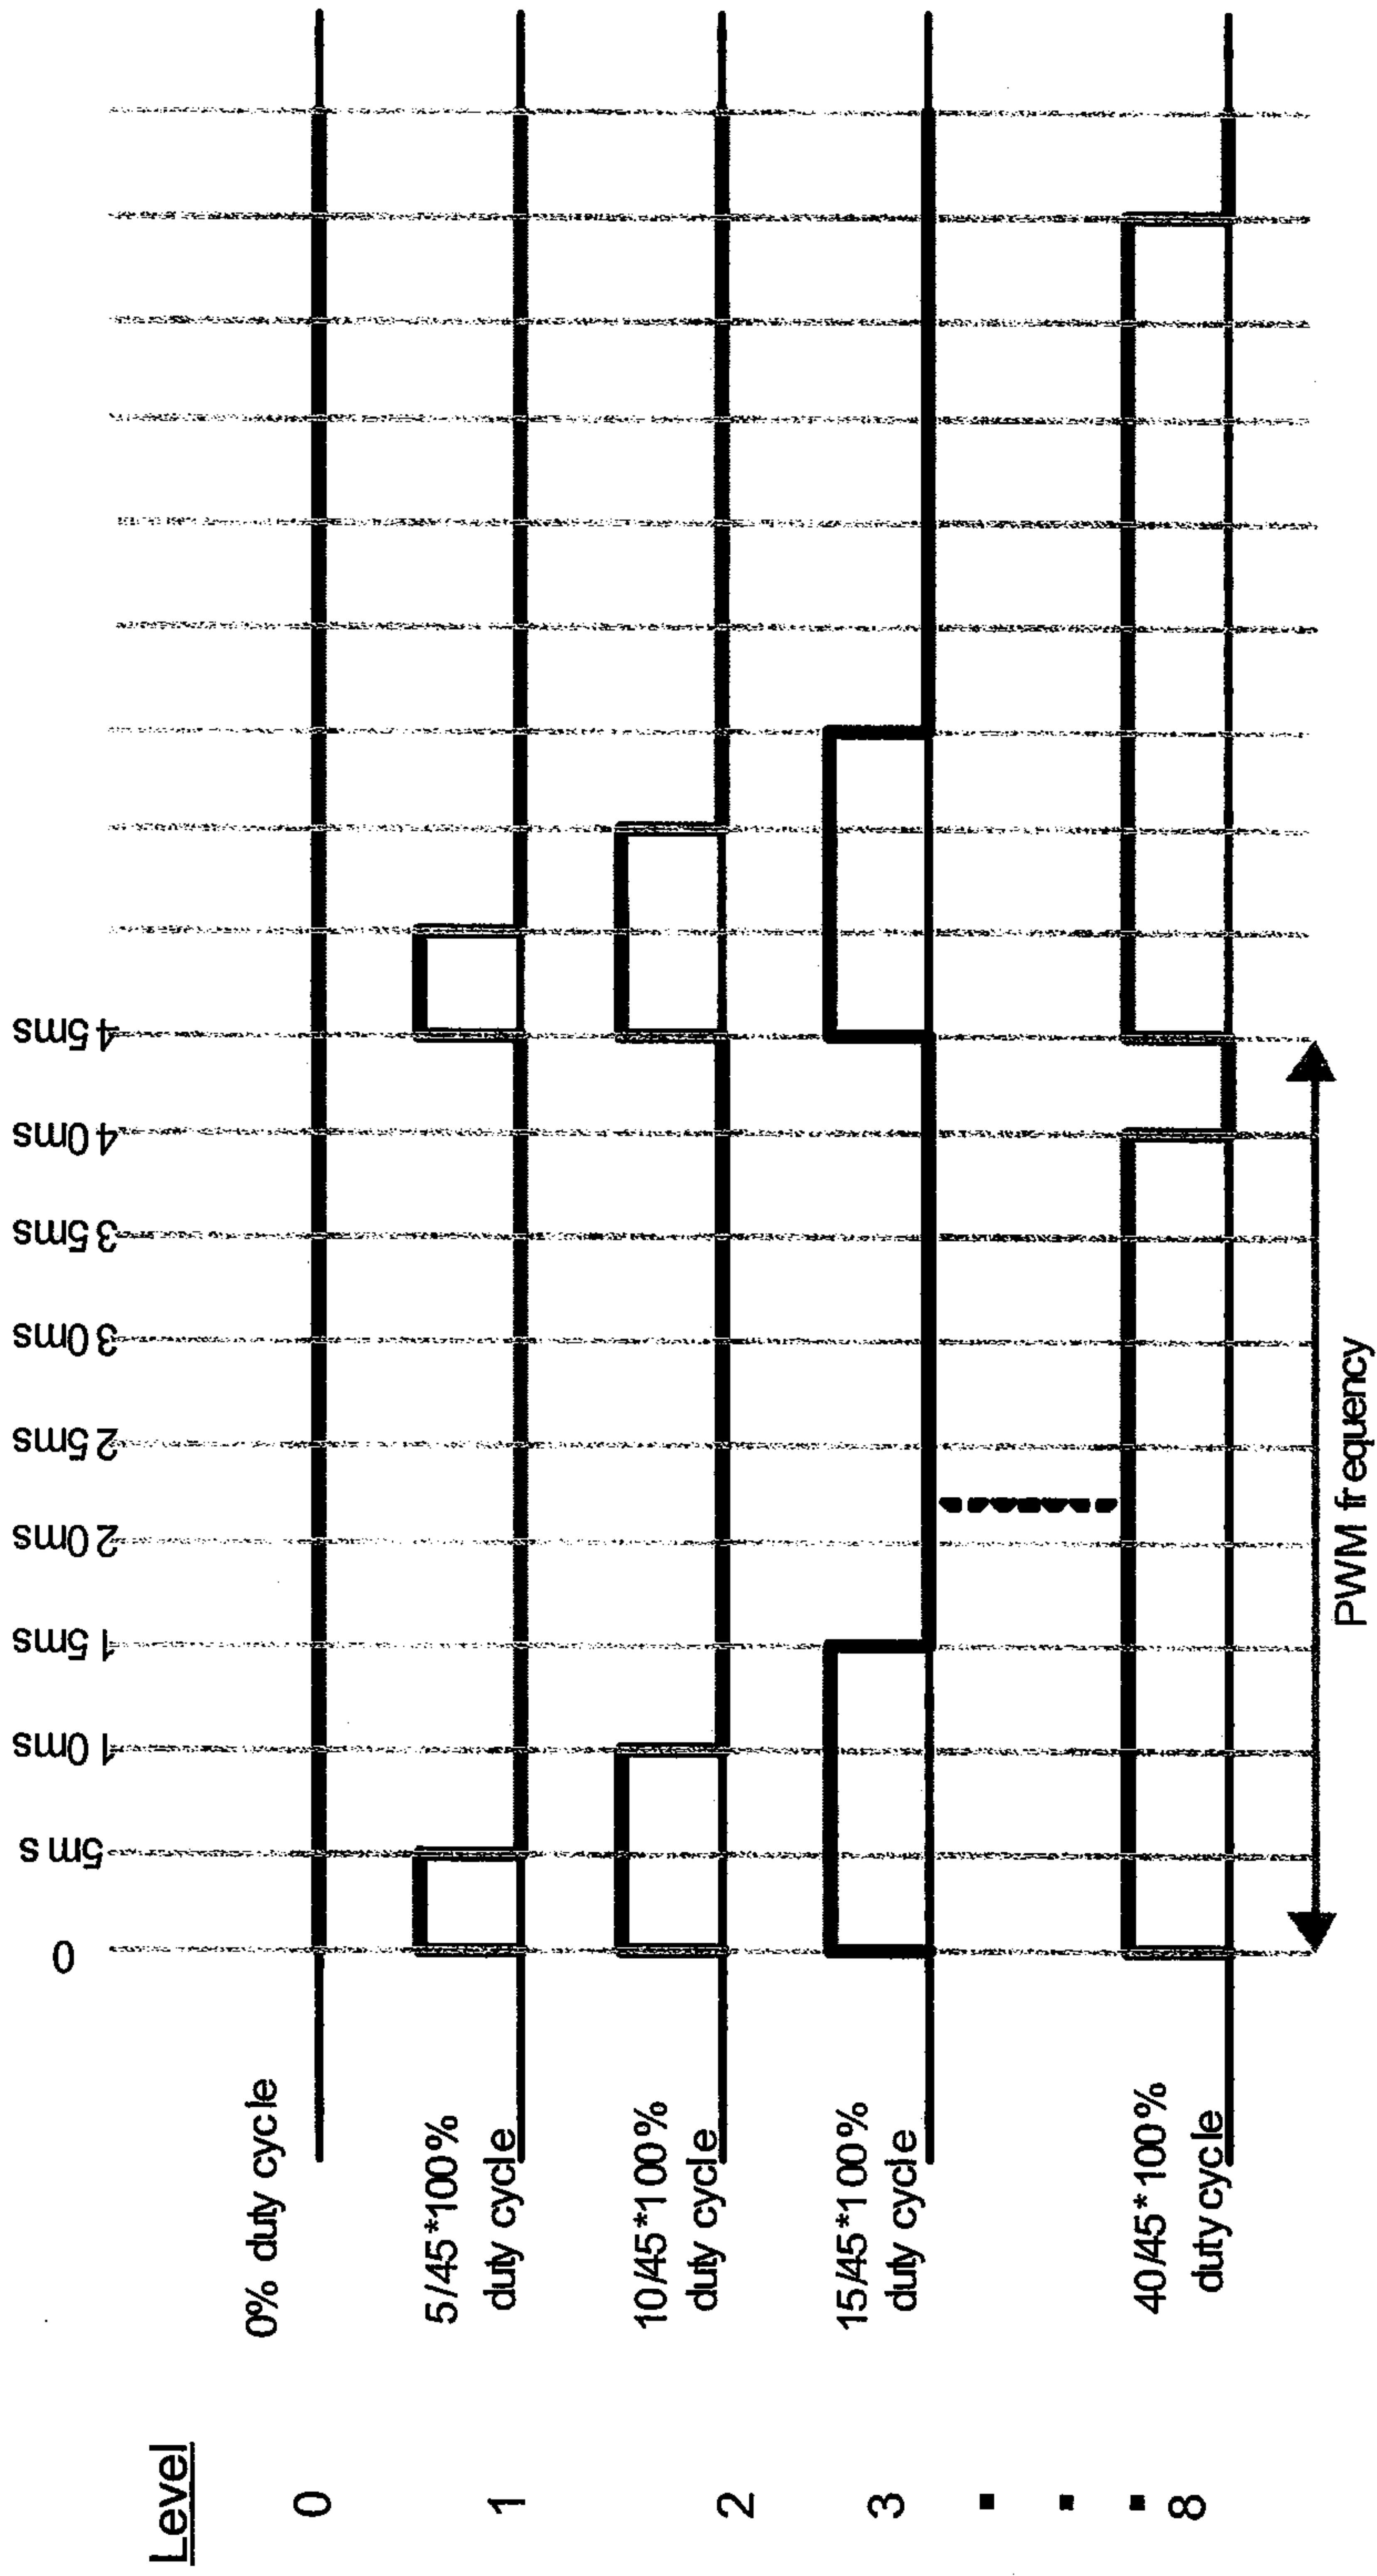 0
5ms
10ms
15ms
20ms
25ms
30ms
35ms
40ms
45ms
Level
0
0% duty cycle
1
5/45*100%
duty cycle
2
10/45*100%
duty cycle
3
15/45*100%
duty cycle
8
40/45*100%
duty cycle
PWM frequency